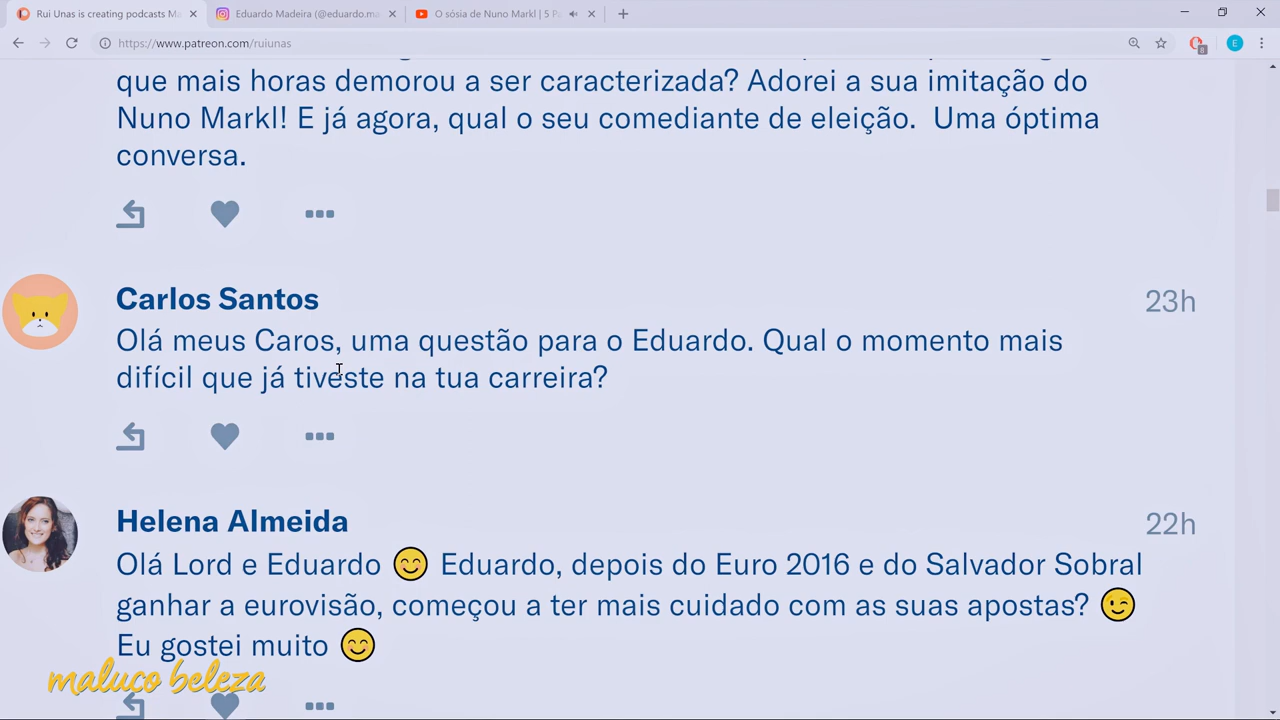 Rui Unas is creating podcasts M
Eduardo Madeira (@eduardo.ma
O sósia de Nuno Markl | 5 P
https://www.patreon.com/ruiunas
8
E
que mais horas demorou a ser caracterizada? Adorei a sua imitação do
Nuno Markl! E já agora, qual o seu comediante de eleição. Uma óptima
conversa.
Carlos Santos
23h
Olá meus Caros, uma questão para o Eduardo. Qual o momento mais
difícil que já tiveste na tua carreira?
Helena Almeida
22h
Olá Lord e Eduardo 😊 Eduardo, depois do Euro 2016 e do Salvador Sobral
ganhar a eurovisão, começou a ter mais cuidado com as suas apostas? 😉
Eu gostei muito 😊
maluco beleza